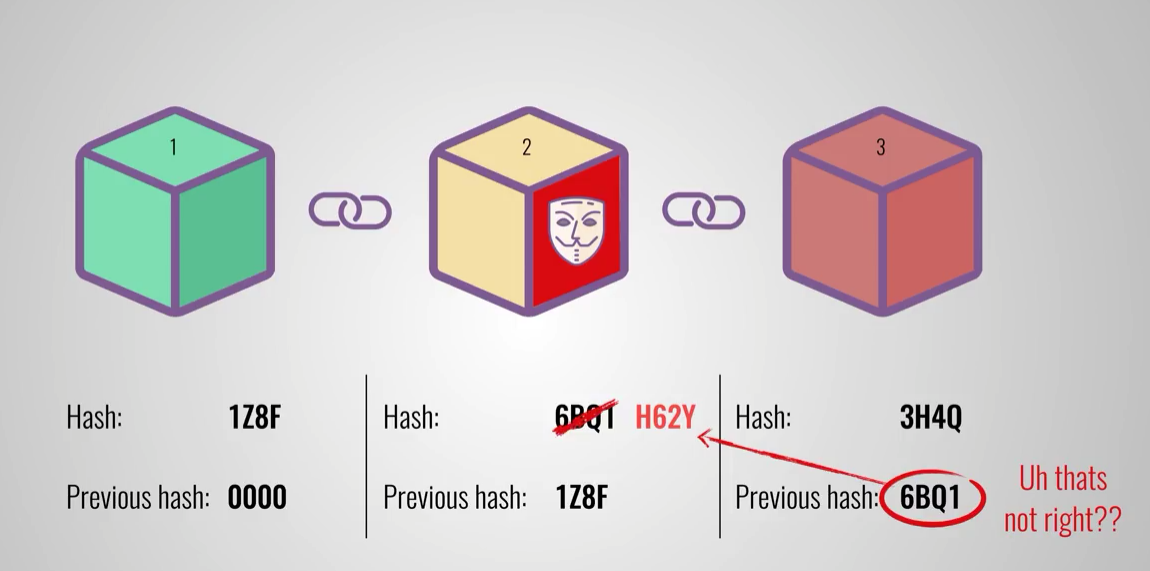 1
2
3
Hash: 1Z8F
Previous hash: 0000
Hash: 6BQ1 H62Y
Previous hash: 1Z8F
Hash: 3H4Q
Previous hash: 6BQ1
Uh thats
not right??